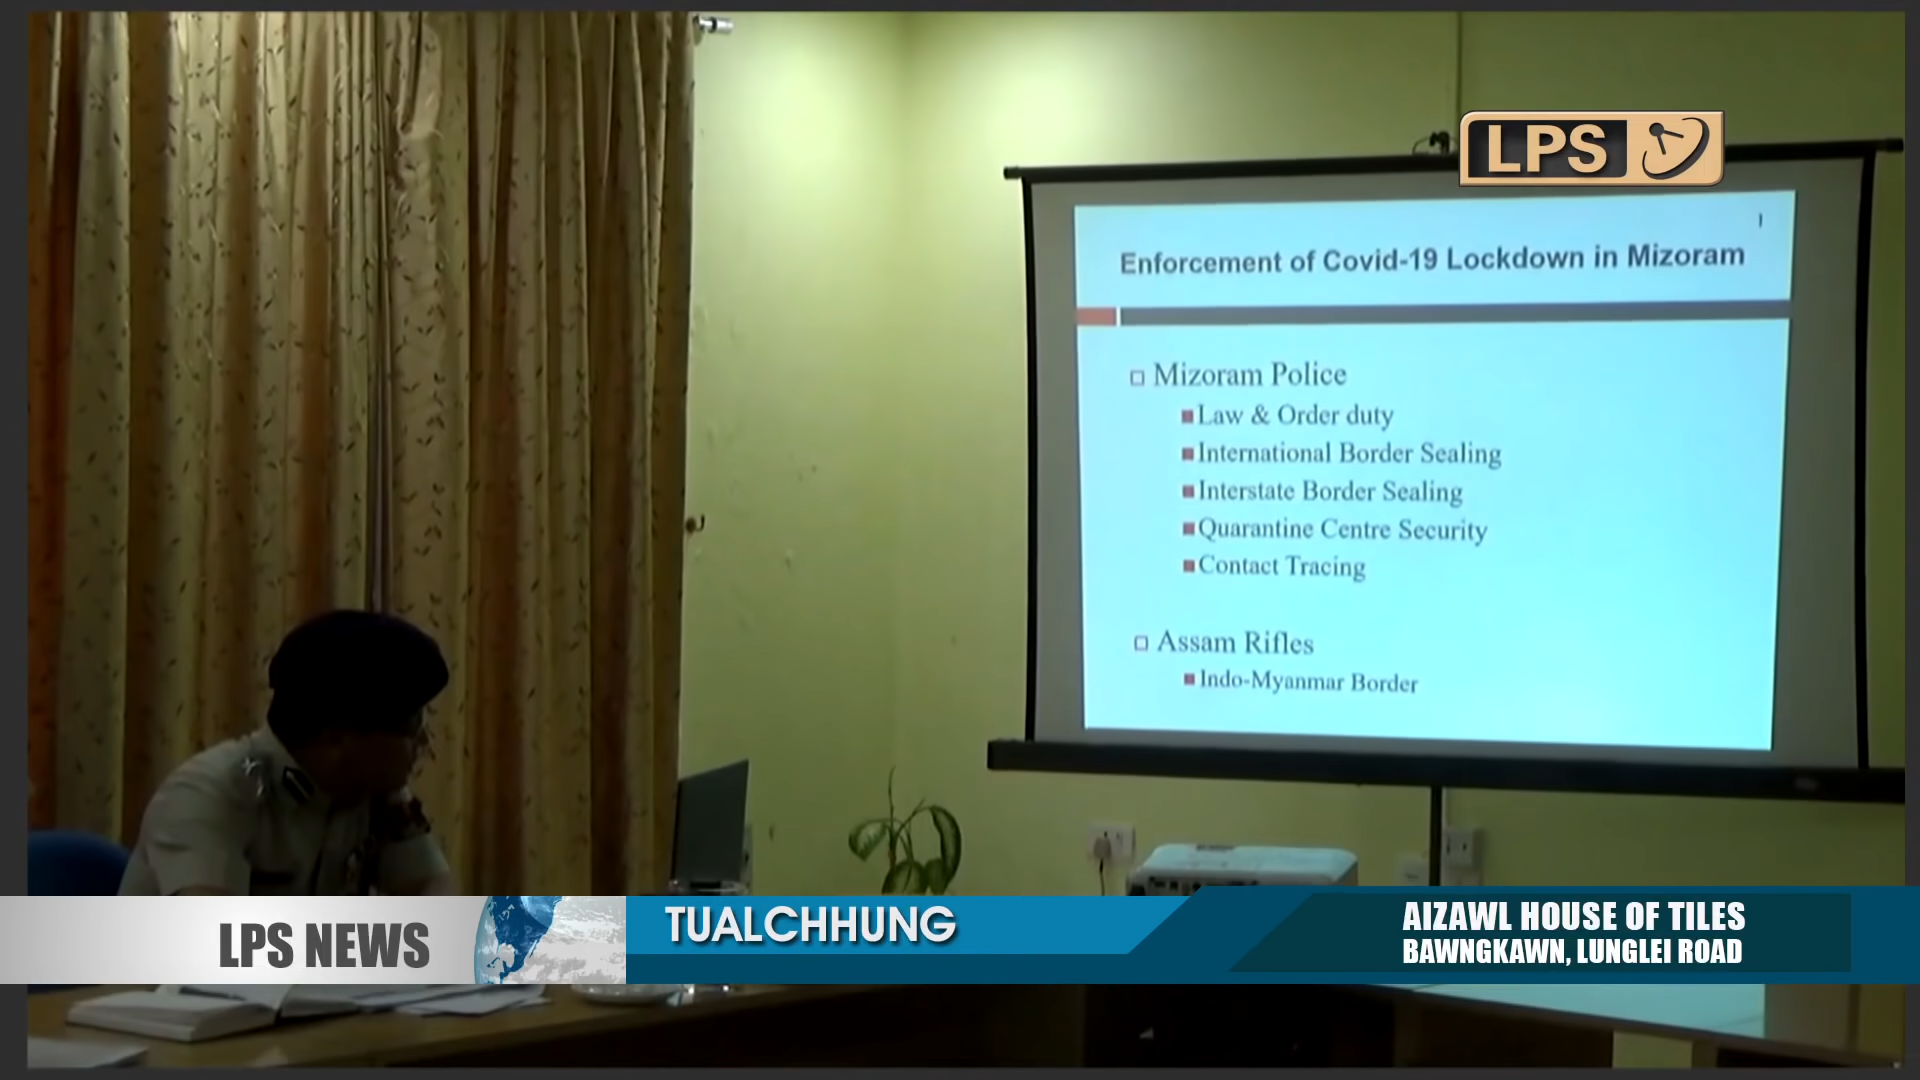 LPS
1
Enforcement of Covid-19 Lockdown in Mizoram
Mizoram Police
Law & Order duty
International Border Sealing
Interstate Border Sealing
Quarantine Centre Security
Contact Tracing
Assam Rifles
Indo-Myanmar Border
LPS NEWS
TUALCHHUNG
AIZAWL HOUSE OF TILES
BAWNGKAWN, LUNGLEI ROAD